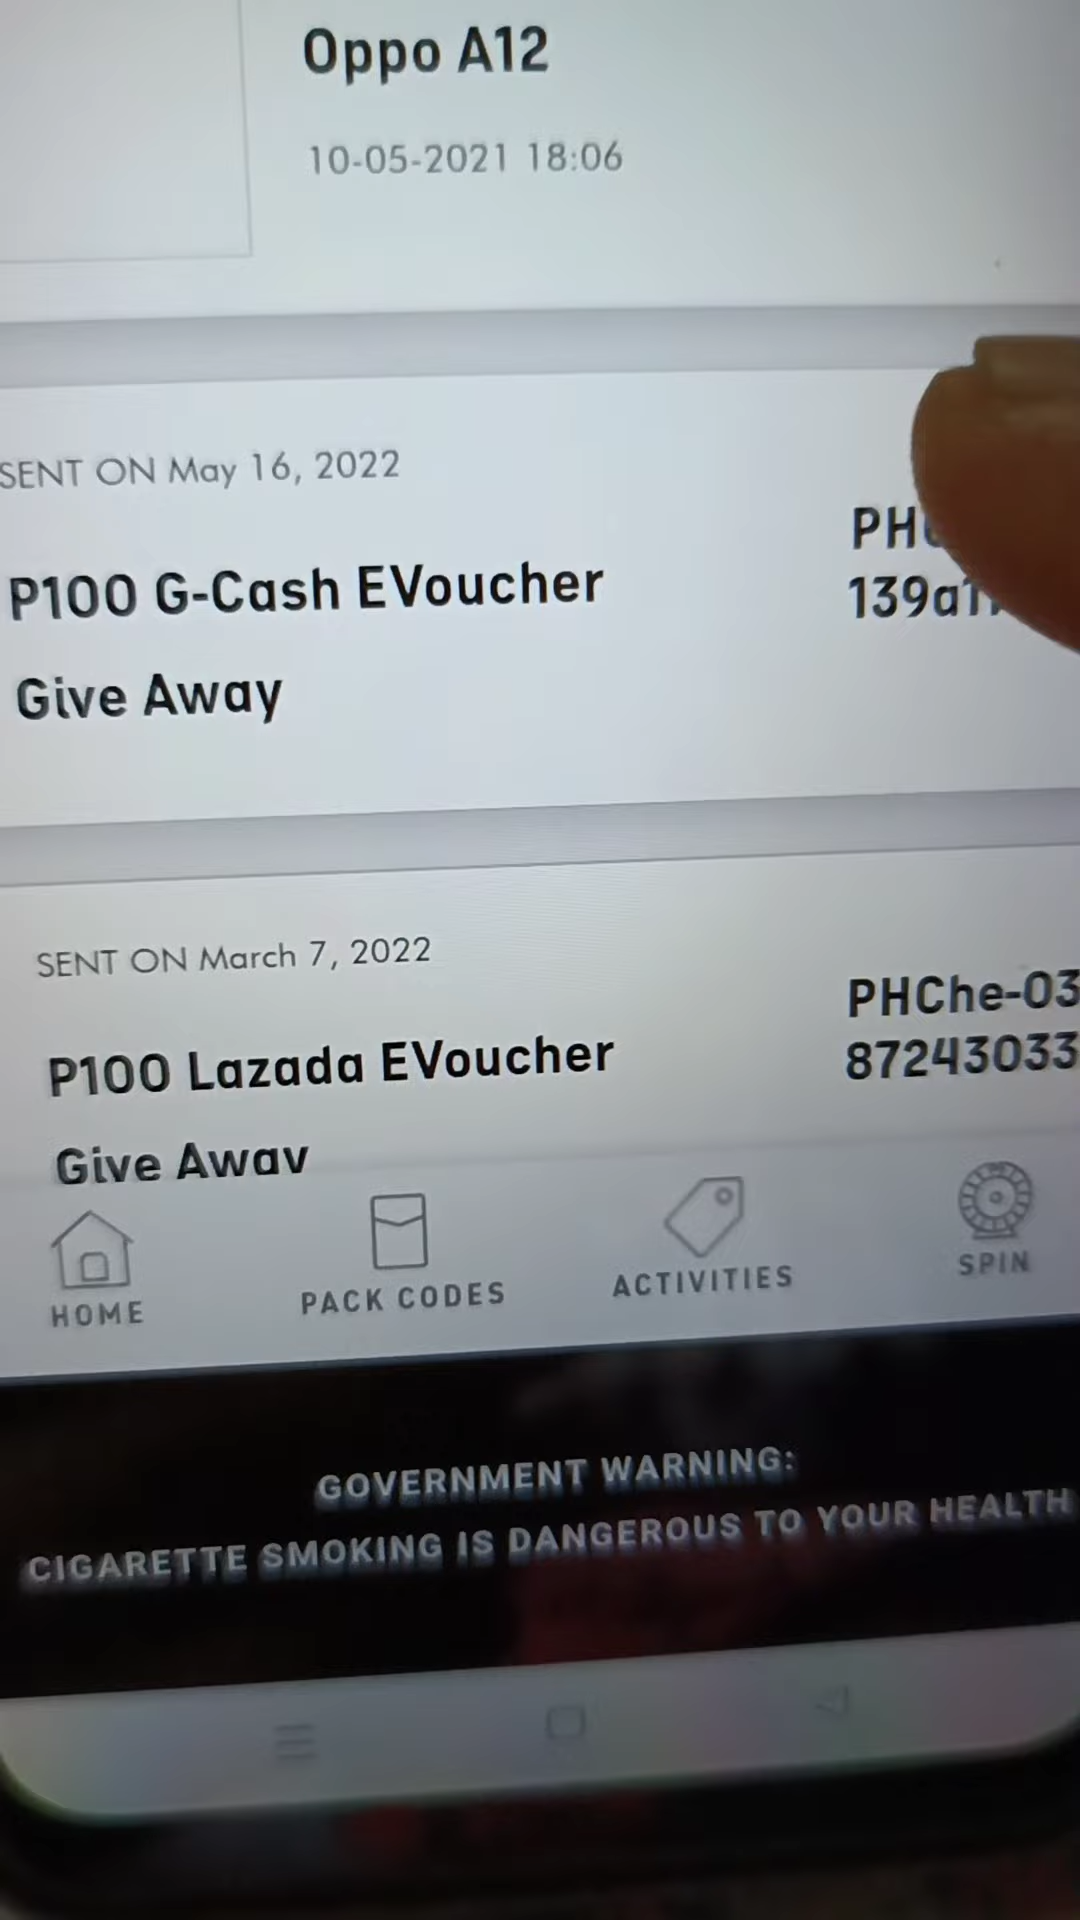 Oppo A12
10-05-2021 18:06
SENT ON May 16, 2022
P100 G-Cash EVoucher
Give Away
SENT ON March 7, 2022
PHChe-03
87243033
P100 Lazada EVoucher
Give Away
HOME
PACK CODES
ACTIVITIES
SPIN
GOVERNMENT WARNING:
CIGARETTE SMOKING IS DANGEROUS TO YOUR HEALTH